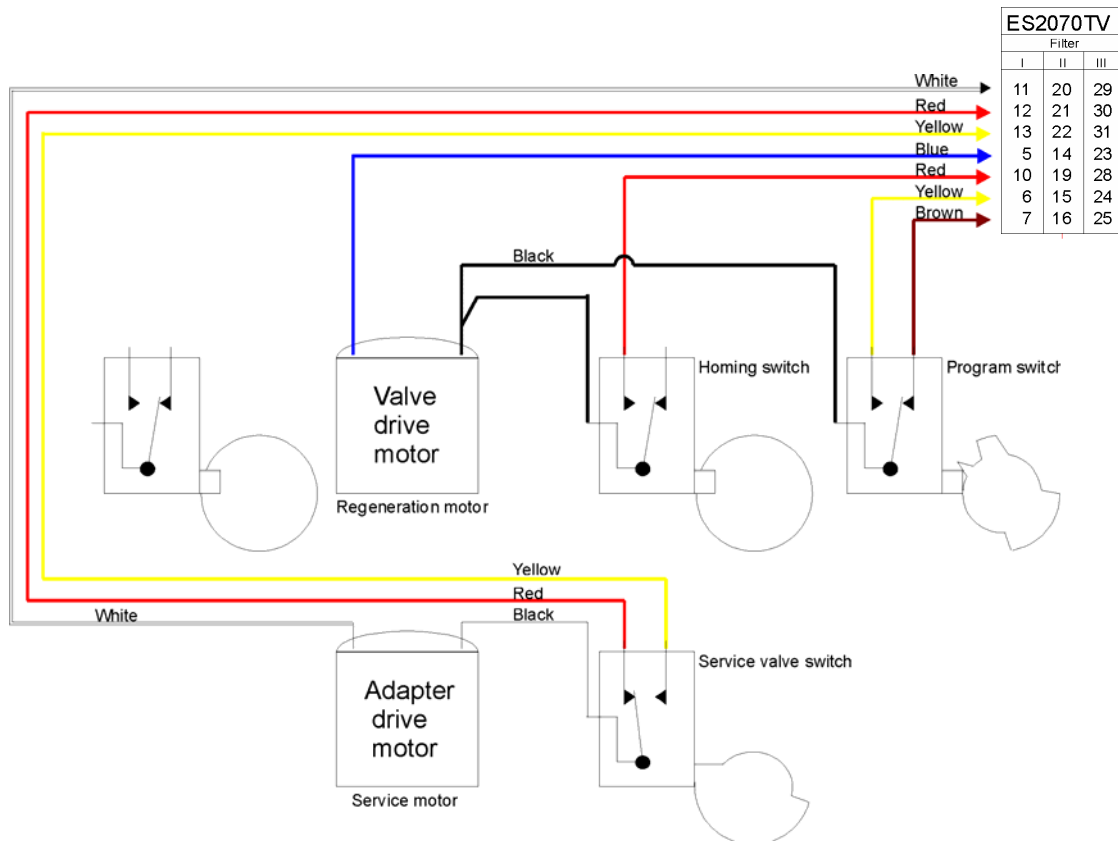 ES2070TV
Filter
I II III
White 11 20 29
Red 12 21 30
Yellow 13 22 31
Blue 5 14 23
Red 10 19 28
Yellow 6 15 24
Brown 7 16 25
Black
Homing switch
Program switch
Valve
drive
motor
Regeneration motor
Yellow
Red
White
Black
Service valve switch
Adapter
drive
motor
Service motor